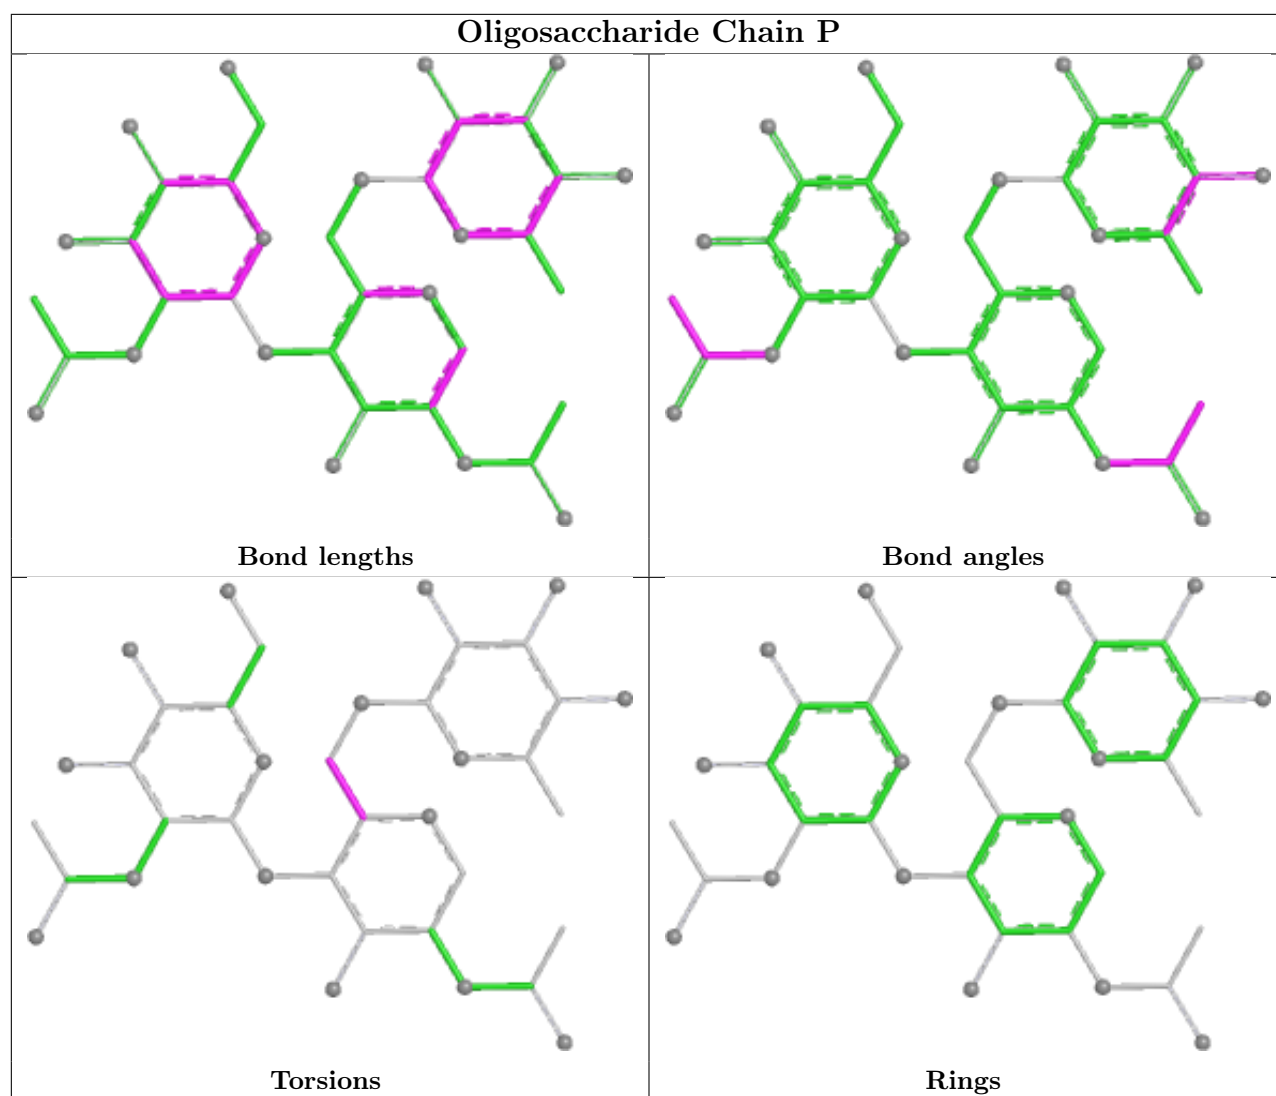 Oligosaccharide Chain P
Bond lengths
Bond angles
Torsions
Rings